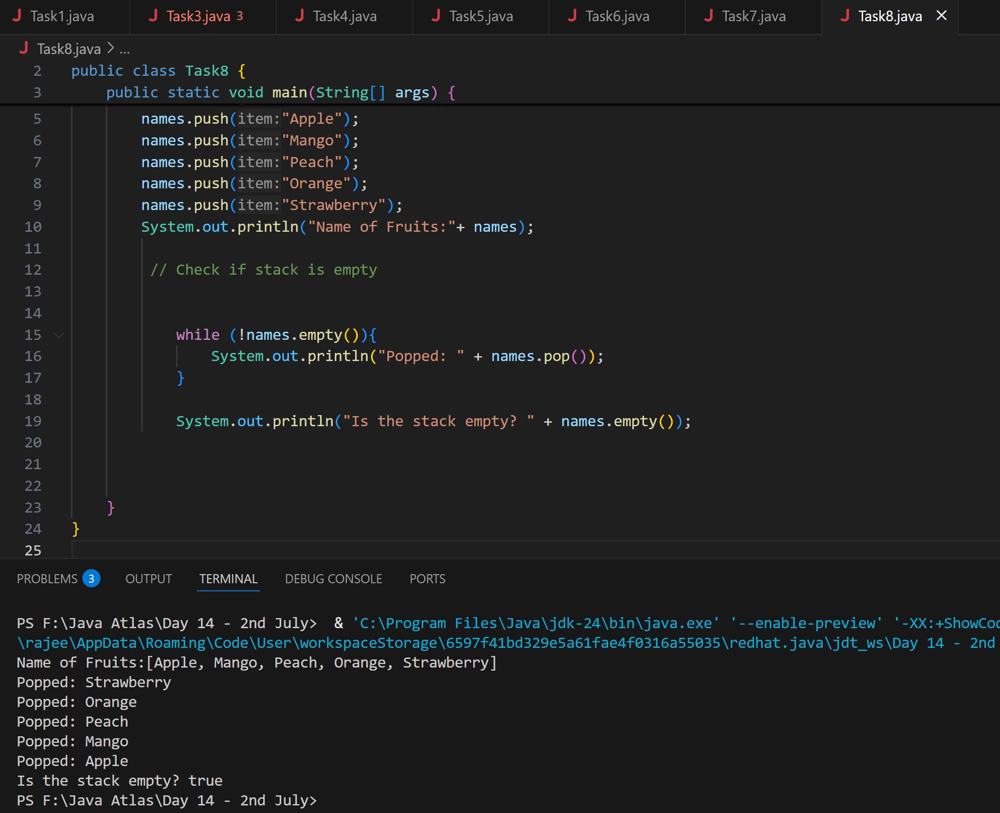 Task1.java Task3.java 3 Task4.java Task5.java Task6.java Task7.java Task8.java
Task8.java > ...
2 public class Task8 {
3 public static void main(String[] args) {
5 names.push(item:"Apple");
6 names.push(item:"Mango");
7 names.push(item:"Peach");
8 names.push(item:"Orange");
9 names.push(item:"Strawberry");
10 System.out.println("Name of Fruits:"+ names);
11
12 // Check if stack is empty
13
14
15 while (!names.empty()){
16 System.out.println("Popped: " + names.pop());
17 }
18
19 System.out.println("Is the stack empty? " + names.empty());
20
21
22
23 }
24 }
25
PROBLEMS 3 OUTPUT TERMINAL DEBUG CONSOLE PORTS
PS F:\Java Atlas\Day 14 - 2nd July> & 'C:\Program Files\Java\jdk-24\bin\java.exe' '--enable-preview' '-XX:+ShowCod
\rajee\AppData\Roaming\Code\User\workspaceStorage\6597f41bd329e5a61fae4f0316a55035\redhat.java\jdt_ws\Day 14 - 2nd
Name of Fruits:[Apple, Mango, Peach, Orange, Strawberry]
Popped: Strawberry
Popped: Orange
Popped: Peach
Popped: Mango
Popped: Apple
Is the stack empty? true
PS F:\Java Atlas\Day 14 - 2nd July>